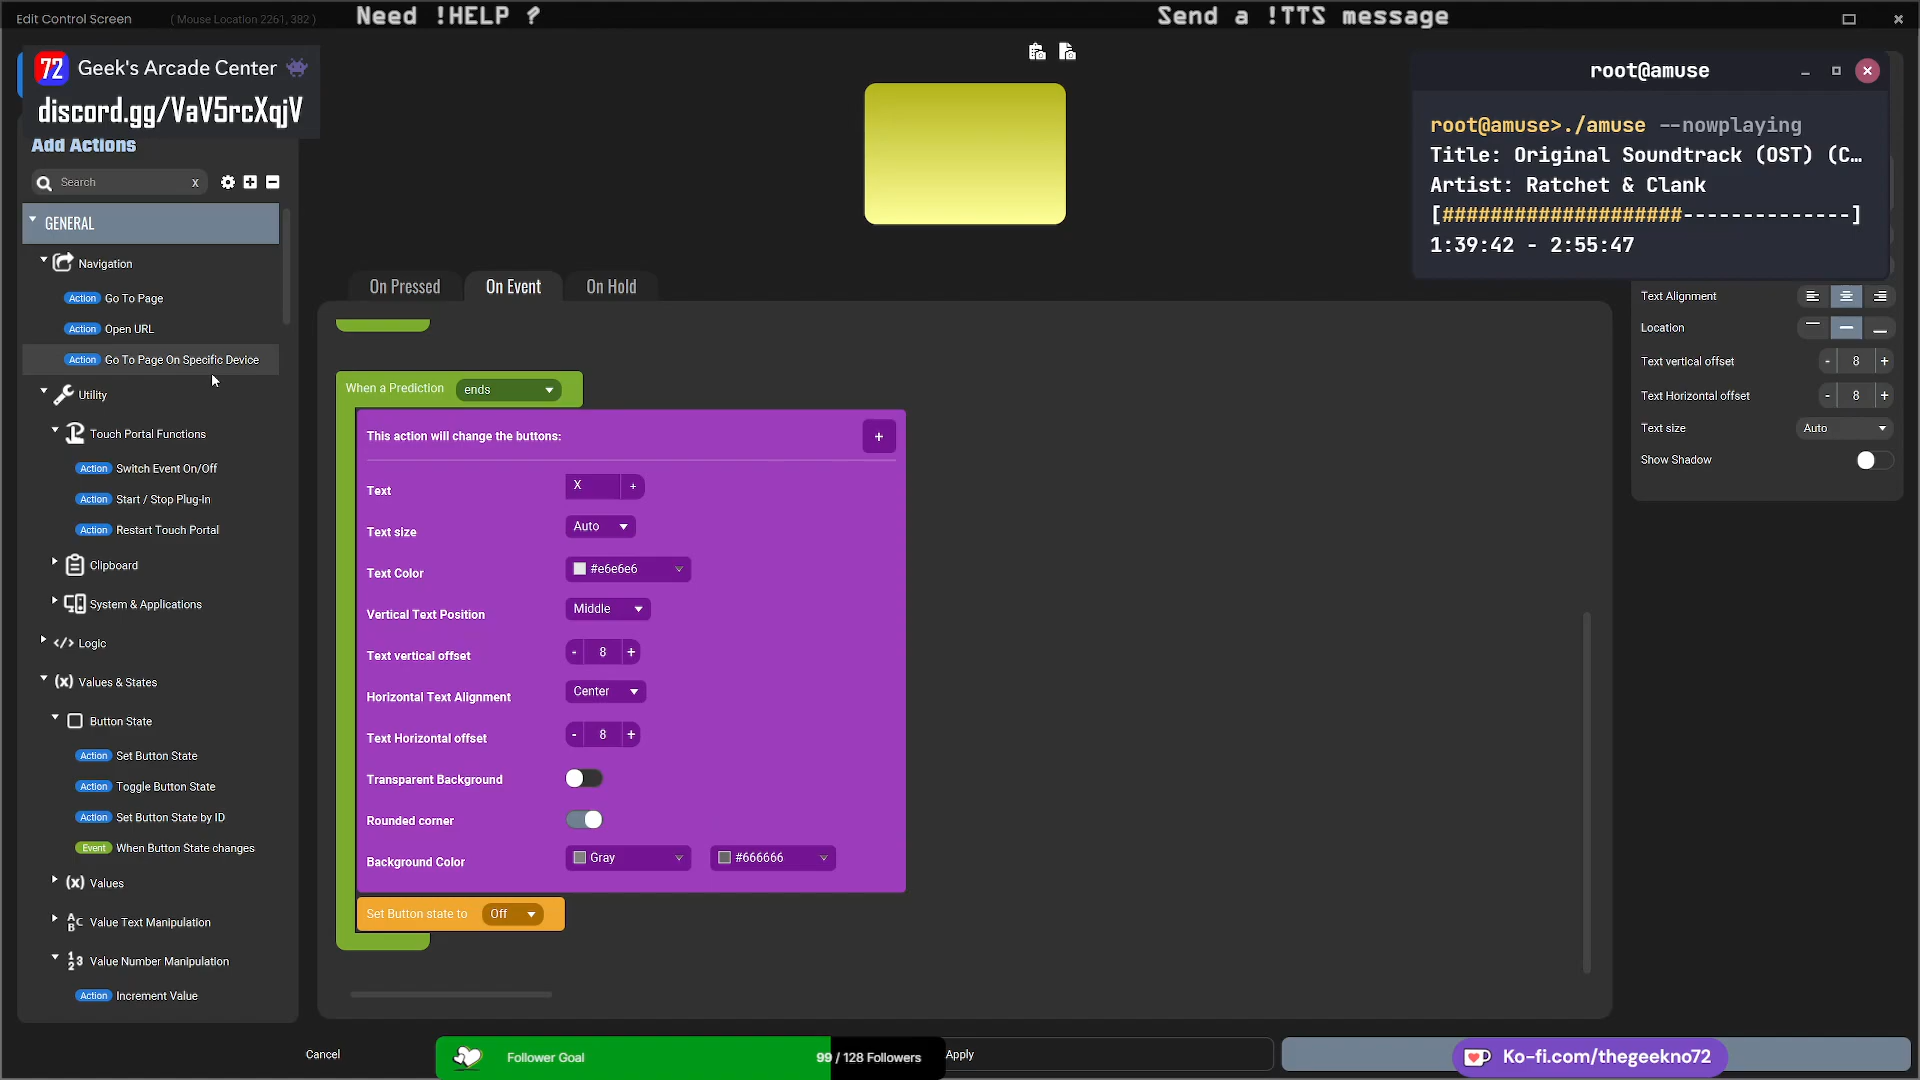 Edit Control Screen
( Mouse Location 2261, 382 )
Need !HELP ?
Send a !TTS message
72 Geek's Arcade Center
discord.gg/VaV5rcXqjV
Add Actions
Search
x
GENERAL
Navigation
Action Go To Page
Action Open URL
Action Go To Page On Specific Device
Utility
Touch Portal Functions
Action Switch Event On/Off
Action Start / Stop Plug-In
Action Restart Touch Portal
Clipboard
System & Applications
</> Logic
(x) Values & States
Button State
Action Set Button State
Action Toggle Button State
Action Set Button State by ID
Event When Button State changes
(x) Values
Value Text Manipulation
Value Number Manipulation
Action Increment Value
On Pressed
On Event
On Hold
When a Prediction ends
This action will change the buttons:
+
Text X +
Text size Auto
Text Color #e6e6e6
Vertical Text Position Middle
Text vertical offset - 8 +
Horizontal Text Alignment Center
Text Horizontal offset - 8 +
Transparent Background
Rounded corner
Background Color Gray #666666
Set Button state to Off
root@amuse
root@amuse>./amuse --nowplaying
Title: Original Soundtrack (OST) (C…
Artist: Ratchet & Clank
[####################--------------]
1:39:42 - 2:55:47
Text Alignment
Location
Text vertical offset - 8 +
Text Horizontal offset - 8 +
Text size Auto
Show Shadow
Cancel
Follower Goal
99 / 128 Followers
Apply
Ko-fi.com/thegeekno72